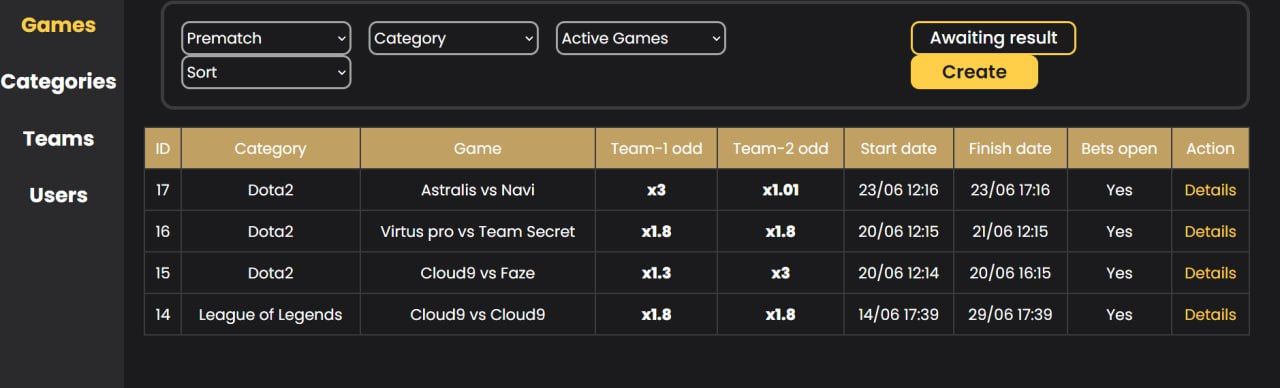 Games
Categories
Teams
Users
Prematch Category Active Games Awaiting result
Sort Create
ID Category Game Team-1 odd Team-2 odd Start date Finish date Bets open Action
17 Dota2 Astralis vs Navi x3 x1.01 23/06 12:16 23/06 17:16 Yes Details
16 Dota2 Virtus pro vs Team Secret x1.8 x1.8 20/06 12:15 21/06 12:15 Yes Details
15 Dota2 Cloud9 vs Faze x1.3 x3 20/06 12:14 20/06 16:15 Yes Details
14 League of Legends Cloud9 vs Cloud9 x1.8 x1.8 14/06 17:39 29/06 17:39 Yes Details